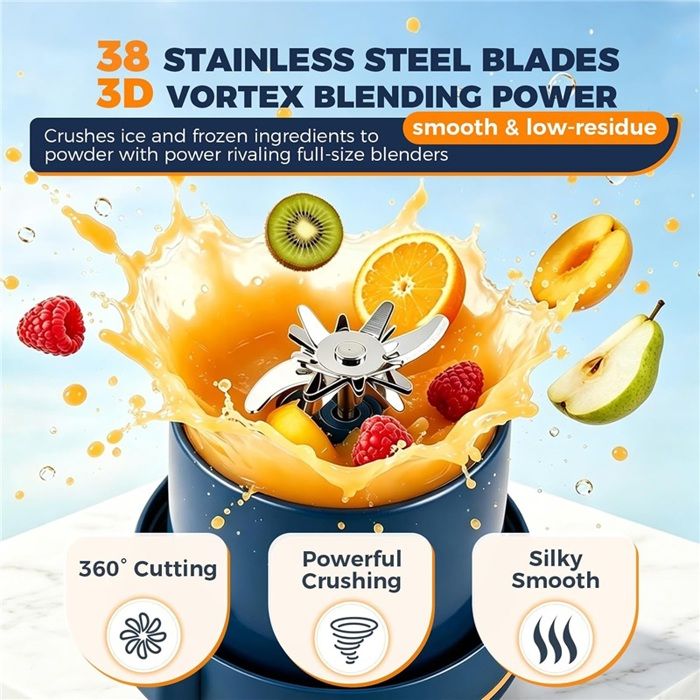 38 STAINLESS STEEL BLADES
3D VORTEX BLENDING POWER
smooth & low-residue
Crushes ice and frozen ingredients to
powder with power rivaling full-size blenders
360° Cutting
Powerful
Crushing
Silky
Smooth